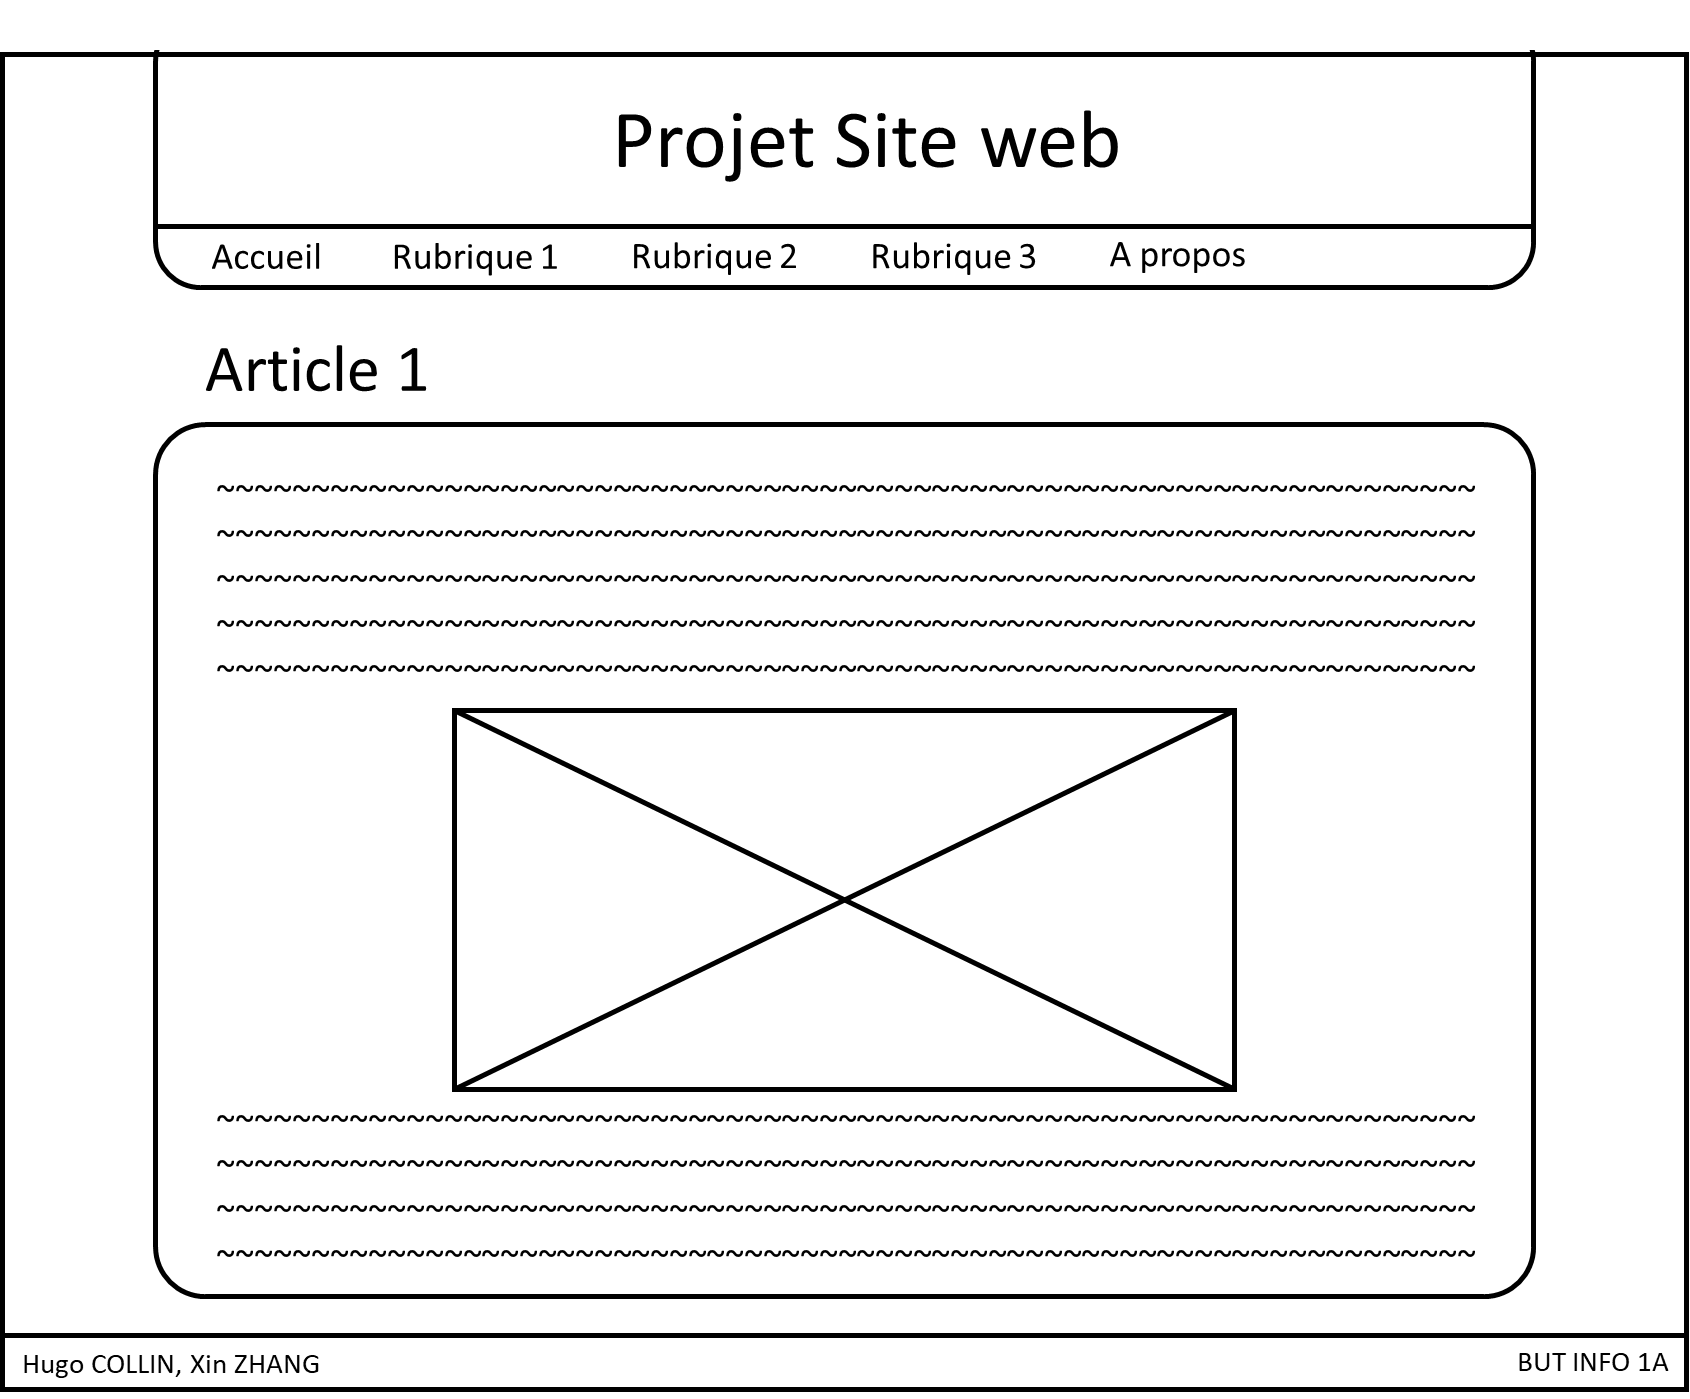 Projet Site web
Accueil Rubrique 1 Rubrique 2 Rubrique 3 A propos
Article 1
Hugo COLLIN, Xin ZHANG BUT INFO 1A